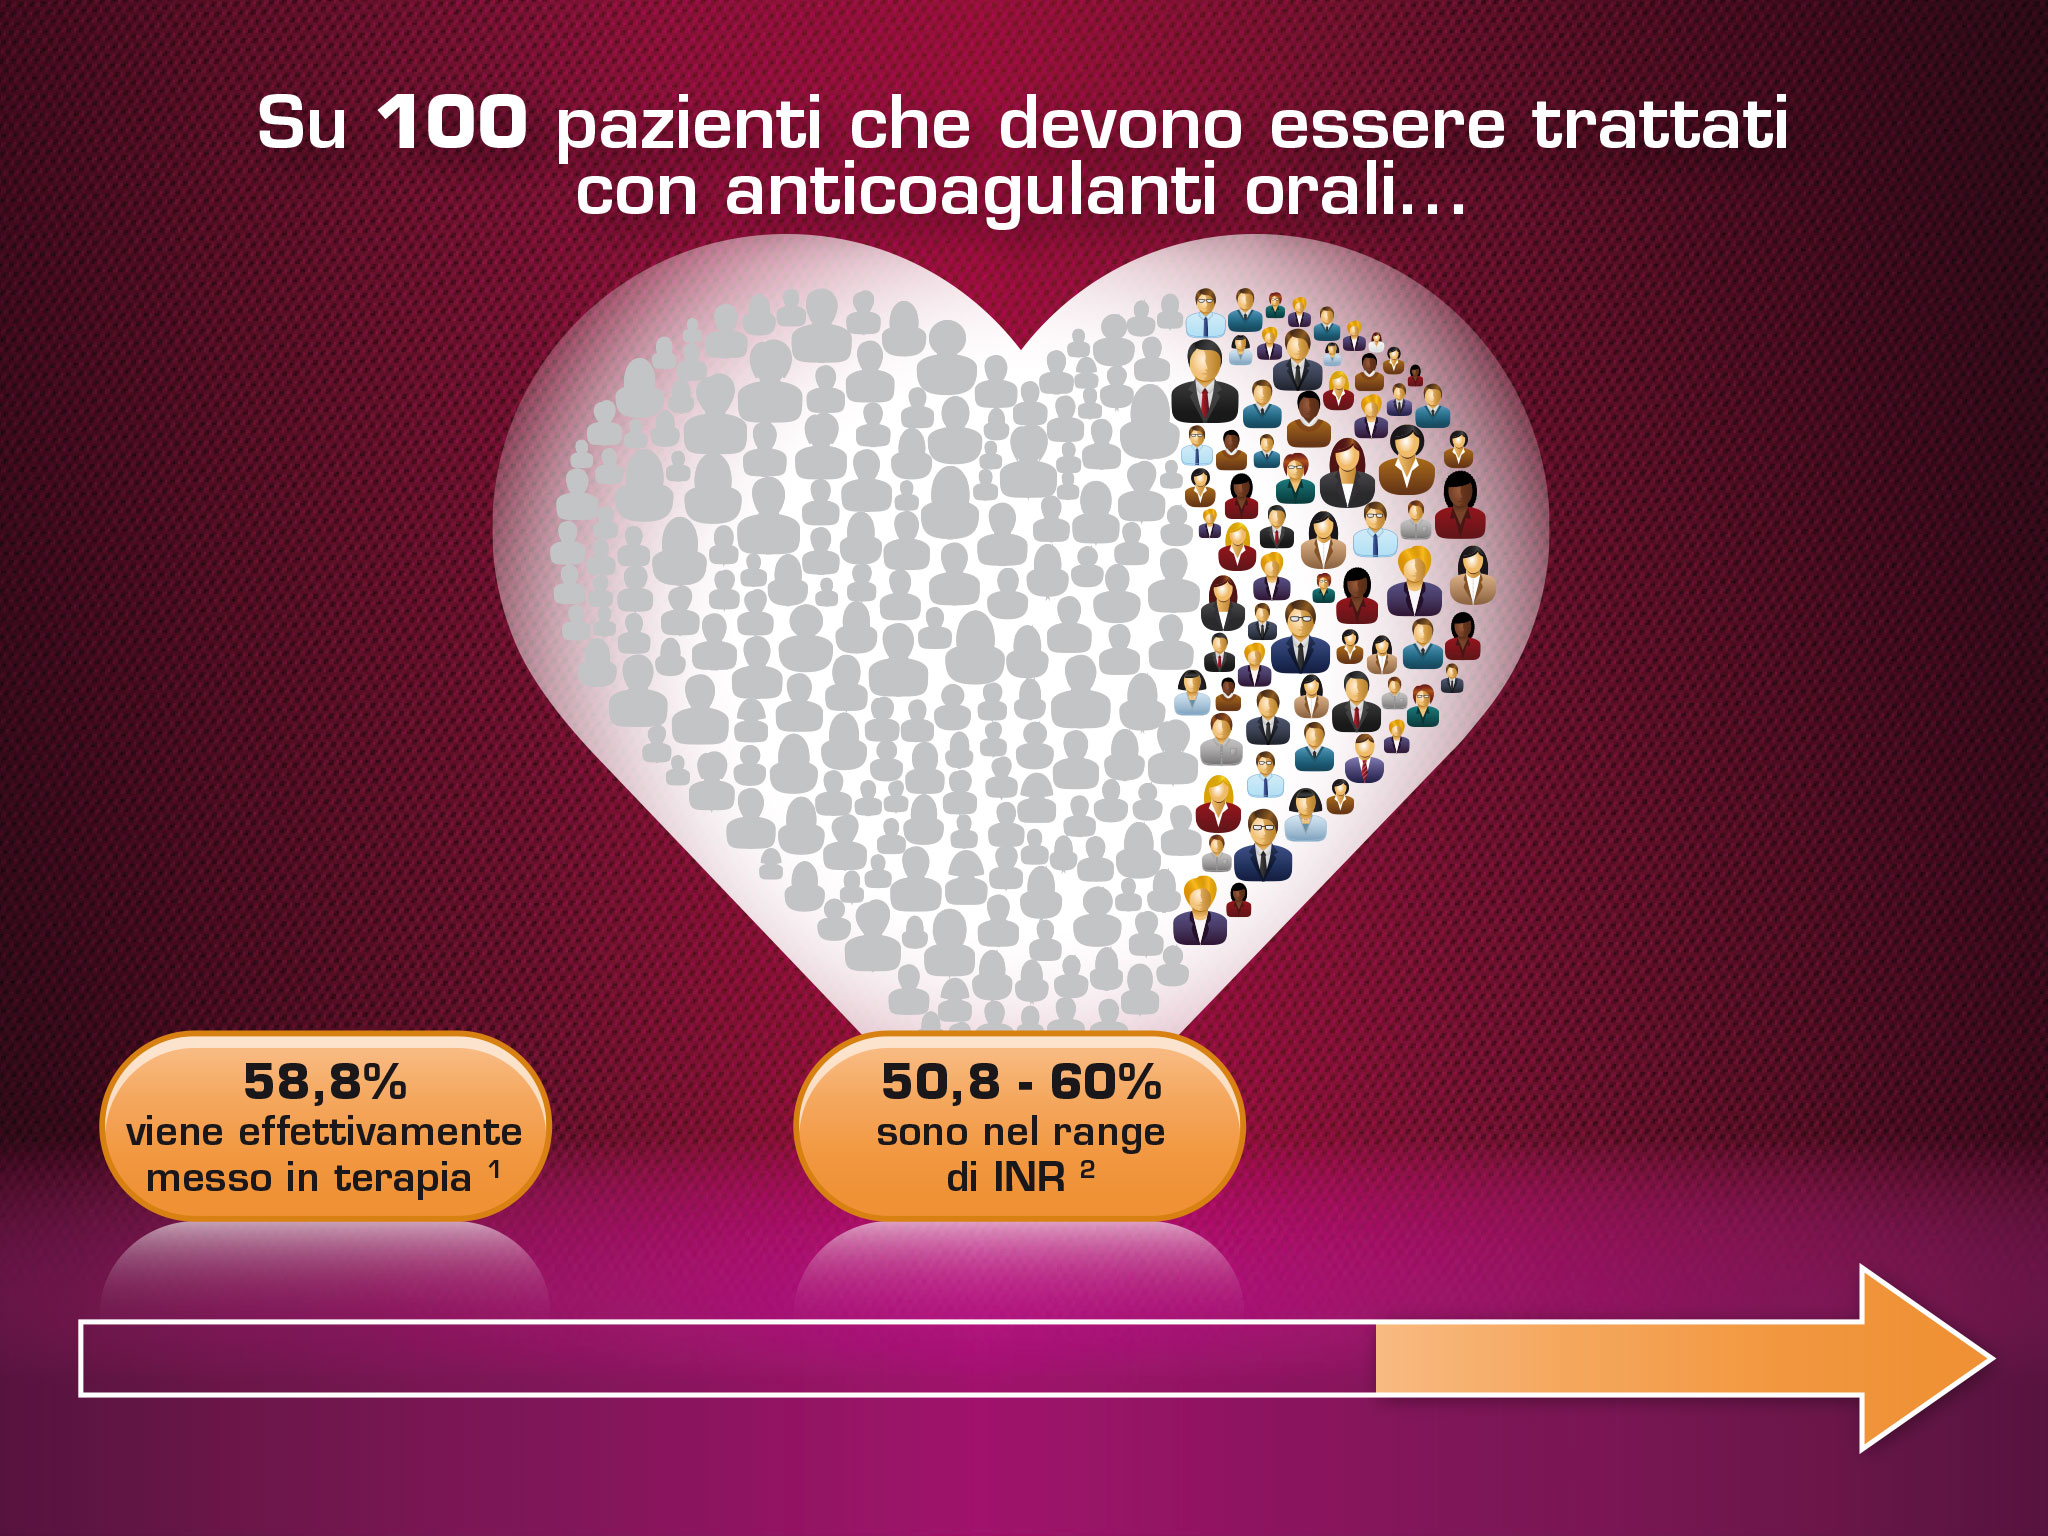 Su 100 pazienti che devono essere trattati
con anticoagulanti orali...
58,8%
viene effettivamente
messo in terapia ¹
50,8 - 60%
sono nel range
di INR ²